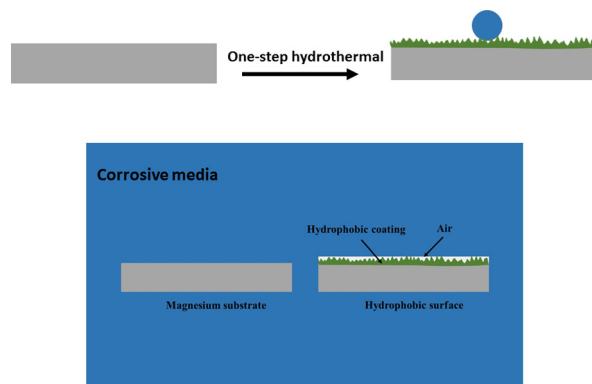 One-step hydrothermal
Corrosive media
Hydrophobic coating
Air
Magnesium substrate
Hydrophobic surface